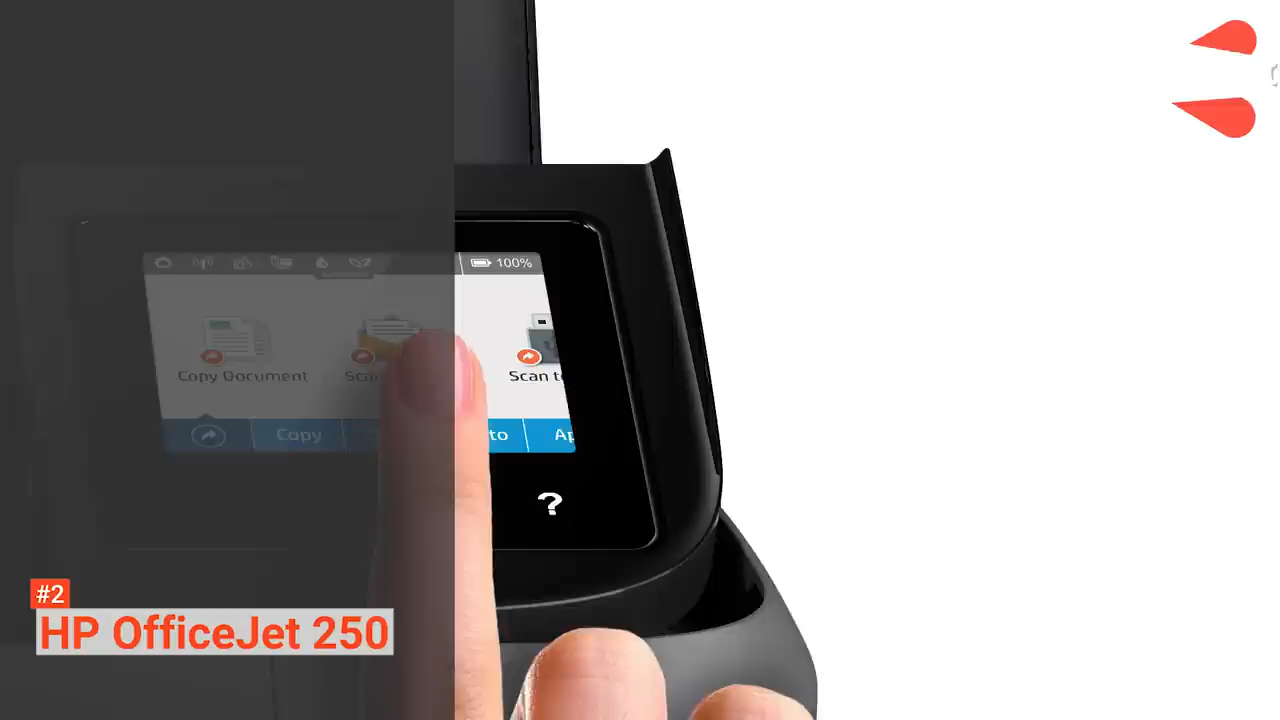 100%
Copy Document
Scan to
Copy
to
Ap
?
#2
HP OfficeJet 250